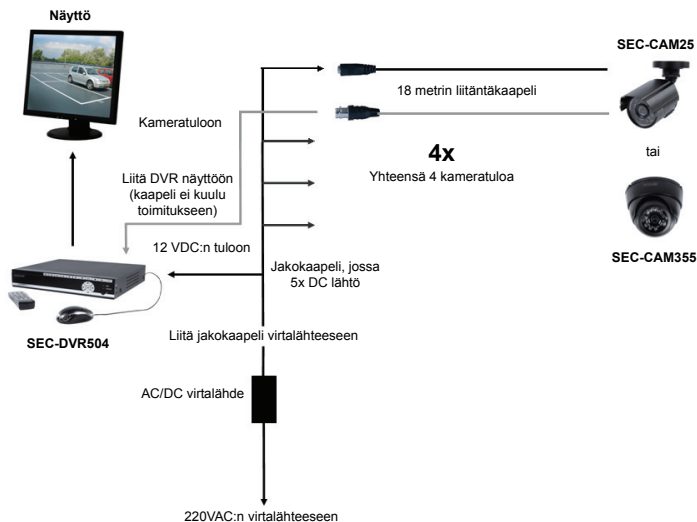 Näyttö
SEC-CAM25
18 metrin liitäntäkaapeli
Kameratuloon
4x
Yhteensä 4 kameratuloa
tai
Liitä DVR näyttöön
(kaapeli ei kuulu
toimitukseen)
12 VDC:n tuloon
SEC-CAM355
Jakokaapeli, jossa
5x DC lähtö
SEC-DVR504
Liitä jakokaapeli virtalähteeseen
AC/DC virtalähde
220VAC:n virtalähteeseen